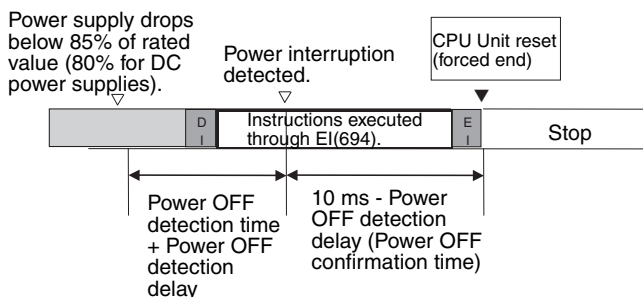 Power supply drops
below 85% of rated
value (80% for DC
power supplies).
Power interruption
detected.
CPU Unit reset
(forced end)
D
I
Instructions executed
through EI(694).
E
I
Stop
Power OFF
detection time
+ Power OFF
detection
delay
10 ms - Power
OFF detection
delay (Power OFF
confirmation time)